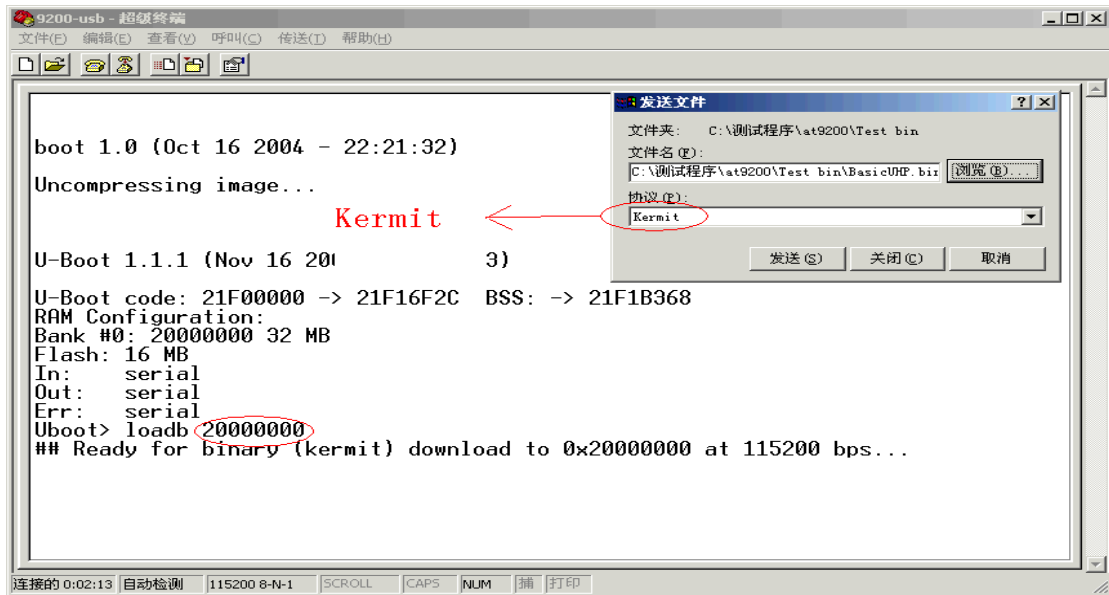 9200-usb - 超级终端
文件(F) 编辑(E) 查看(V) 呼叫(C) 传送(T) 帮助(H)
boot 1.0 (Oct 16 2004 - 22:21:32)
Uncompressing image...
Kermit
U-Boot 1.1.1 (Nov 16 200 3)
U-Boot code: 21F00000 -> 21F16F2C BSS: -> 21F1B368
RAM Configuration:
Bank #0: 20000000 32 MB
Flash: 16 MB
In: serial
Out: serial
Err: serial
Uboot> loadb 20000000
## Ready for binary (kermit) download to 0x20000000 at 115200 bps...
发送文件
文件夹: C:\测试程序\at9200\Test bin
文件名(F):
C:\测试程序\at9200\Test bin\BasicUHP.bin
浏览(B)...
协议(P):
Kermit
发送(S) 关闭(C) 取消
连接的 0:02:13 自动检测 115200 8-N-1 SCROLL CAPS NUM 捕 打印